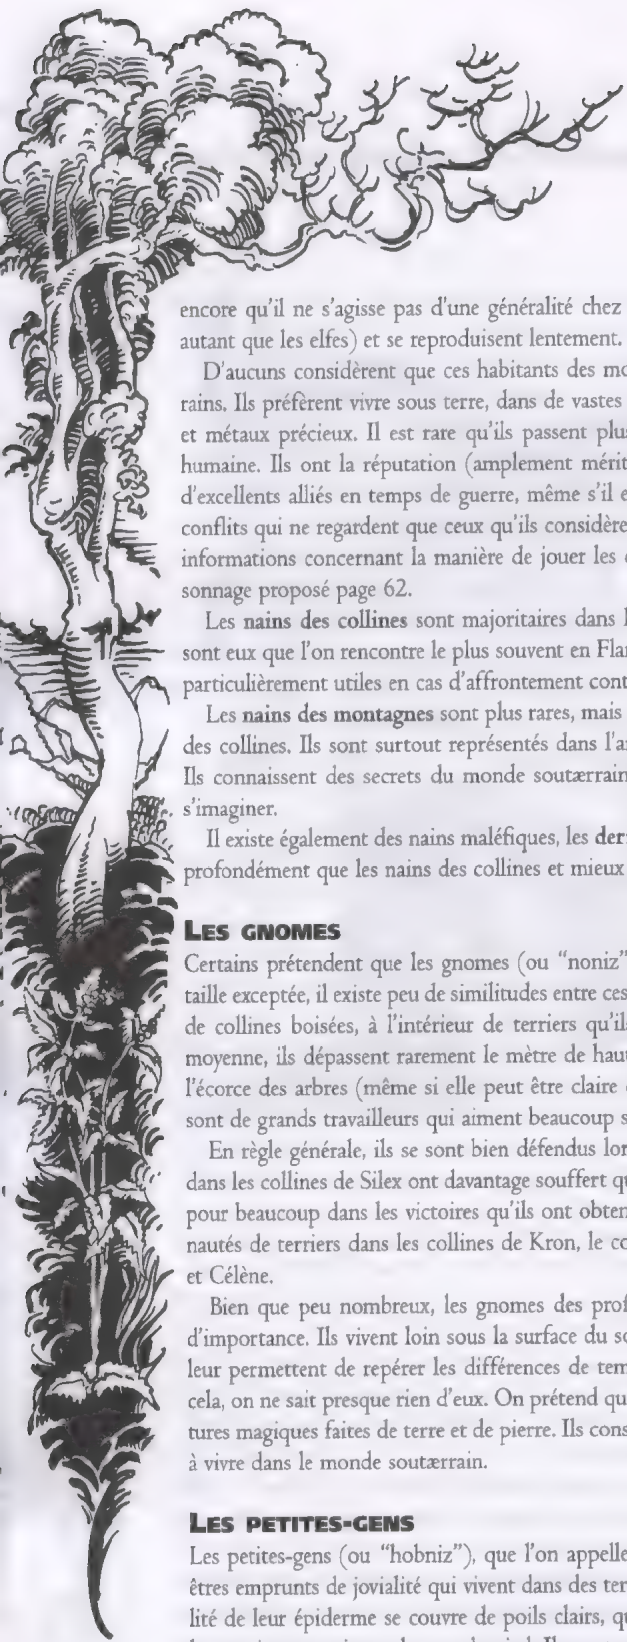 encore qu'il ne s'agisse pas d'une généralité chez
autant que les elfes) et se reproduisent lentement.
D'aucuns considèrent que ces habitants des mo
rains. Ils préfèrent vivre sous terre, dans de vastes
et métaux précieux. Il est rare qu'ils passent plus
humaine. Ils ont la réputation (amplement mérit
d'excellents alliés en temps de guerre, même s'il e
conflits qui ne regardent que ceux qu'ils considère
informations concernant la manière de jouer les
sonnage proposé page 62.
Les nains des collines sont majoritaires dans l
sont eux que l'on rencontre le plus souvent en Flan
particulièrement utiles en cas d'affrontement cont
Les nains des montagnes sont plus rares, mais
des collines. Ils sont surtout représentés dans l'a
Ils connaissent des secrets du monde soutærrain
s'imaginer.
Il existe également des nains maléfiques, les der
profondément que les nains des collines et mieux
LES GNOMES
Certains prétendent que les gnomes (ou "noniz"
taille exceptée, il existe peu de similitudes entre ces
de collines boisées, à l'intérieur de terriers qu'il
moyenne, ils dépassent rarement le mètre de haut
l'écorce des arbres (même si elle peut être claire
sont de grands travailleurs qui aiment beaucoup s
En règle générale, ils se sont bien défendus lor
dans les collines de Silex ont davantage souffert qu
pour beaucoup dans les victoires qu'ils ont obten
nautés de terriers dans les collines de Kron, le co
et Célène.
Bien que peu nombreux, les gnomes des prof
d'importance. Ils vivent loin sous la surface du so
leur permettent de repérer les différences de tem
cela, on ne sait presque rien d'eux. On prétend qu
tures magiques faites de terre et de pierre. Ils cons
à vivre dans le monde soutærrain.
LES PETITES-GENS
Les petites-gens (ou "hobniz"), que l'on appelle
êtres emprunts de jovialité qui vivent dans des ter
lité de leur épiderme se couvre de poils clairs, qu